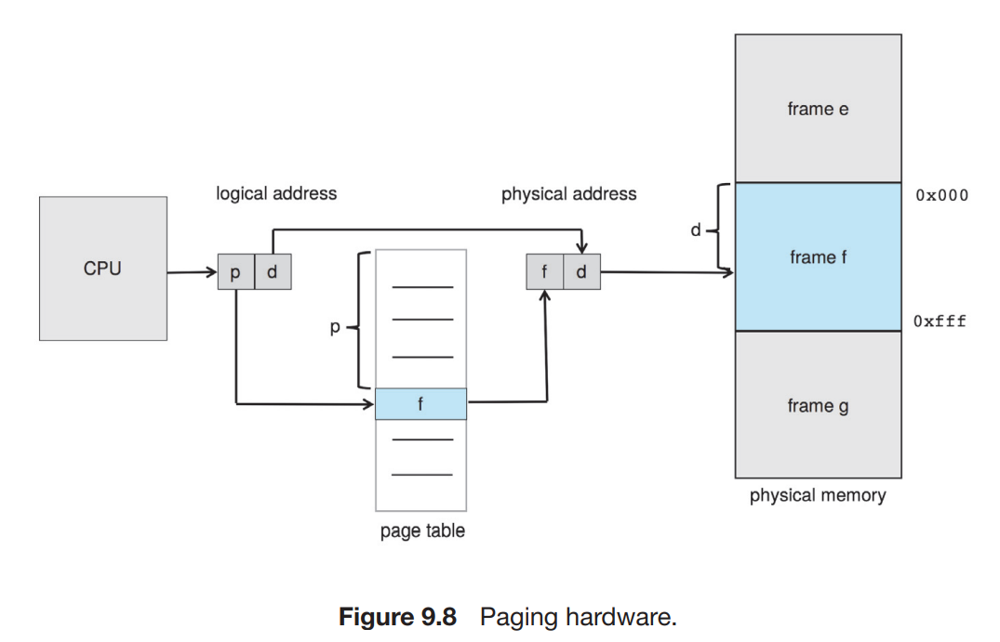 frame e
logical address
physical address
0x000
d
CPU
p d
f d
frame f
p
0xfff
f
frame g
physical memory
page table
Figure 9.8 Paging hardware.